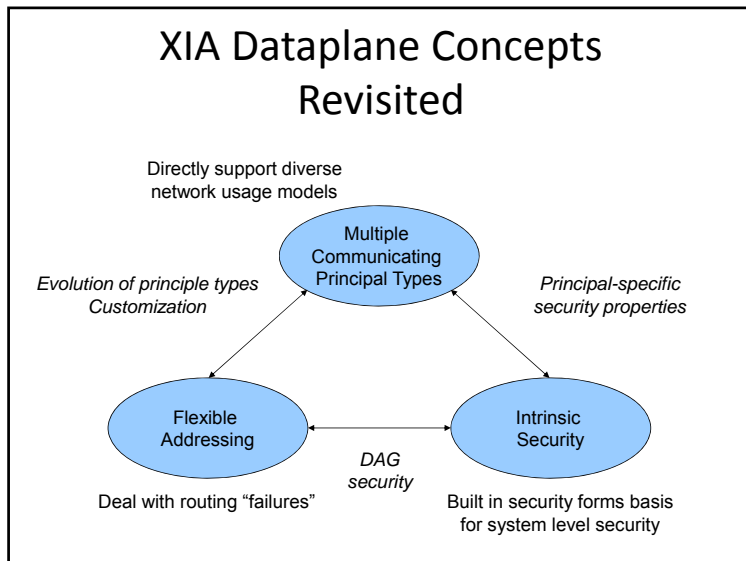 XIA Dataplane Concepts
Revisited
Directly support diverse
network usage models
Multiple
Communicating
Principal Types
Evolution of principle types
Customization
Principal-specific
security properties
Flexible
Addressing
Intrinsic
Security
DAG
security
Deal with routing “failures”
Built in security forms basis
for system level security